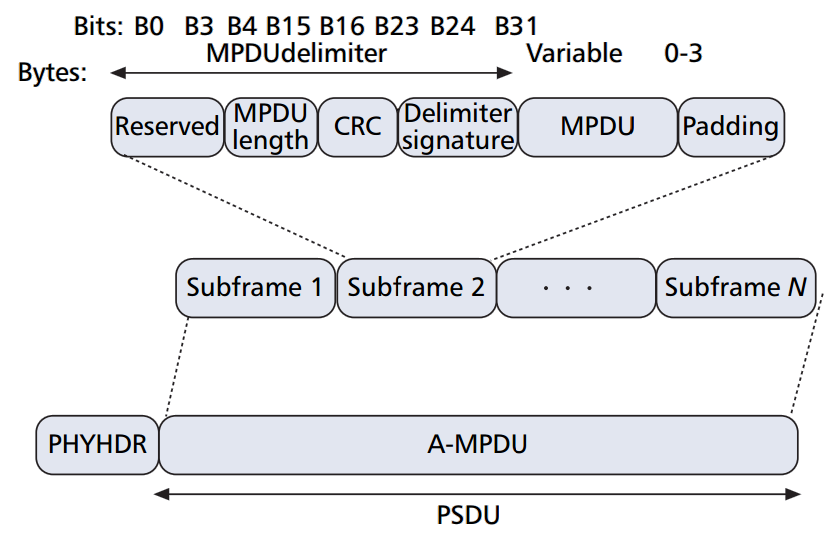 Bits: B0 B3 B4 B15 B16 B23 B24 B31
MPDUdelimiter Variable 0-3
Bytes:
Reserved
MPDU
length
CRC
Delimiter
signature
MPDU
Padding
Subframe 1
Subframe 2
. . .
Subframe N
PHYHDR
A-MPDU
PSDU